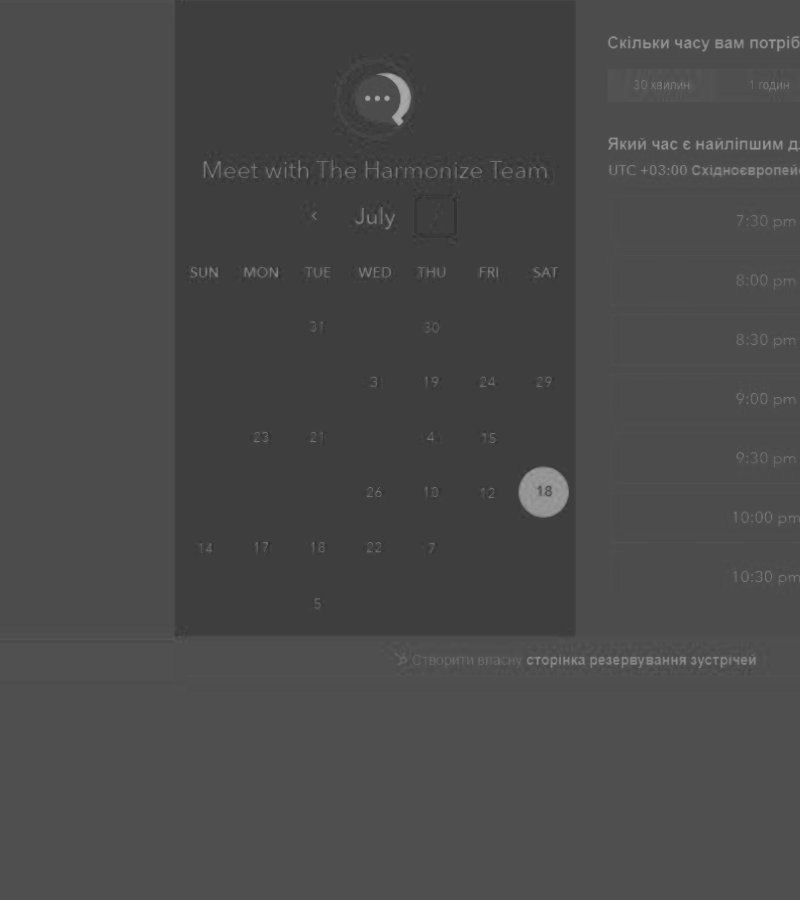 Meet with The Harmonize Team
July
SUN MON TUE WED THU FRI SAT
31 30
3 19 24 29
23 21 4 15
26 10 12 18
14 17 18 22 7
5
Скільки часу вам потріб
30 хвилин 1 годин
Який час є найліпшим д
UTC +03:00 Східноєвропей
7:30 pm
8:00 pm
8:30 pm
9:00 pm
9:30 pm
10:00 pm
10:30 pm
Створити власну сторінка резервування зустрічей